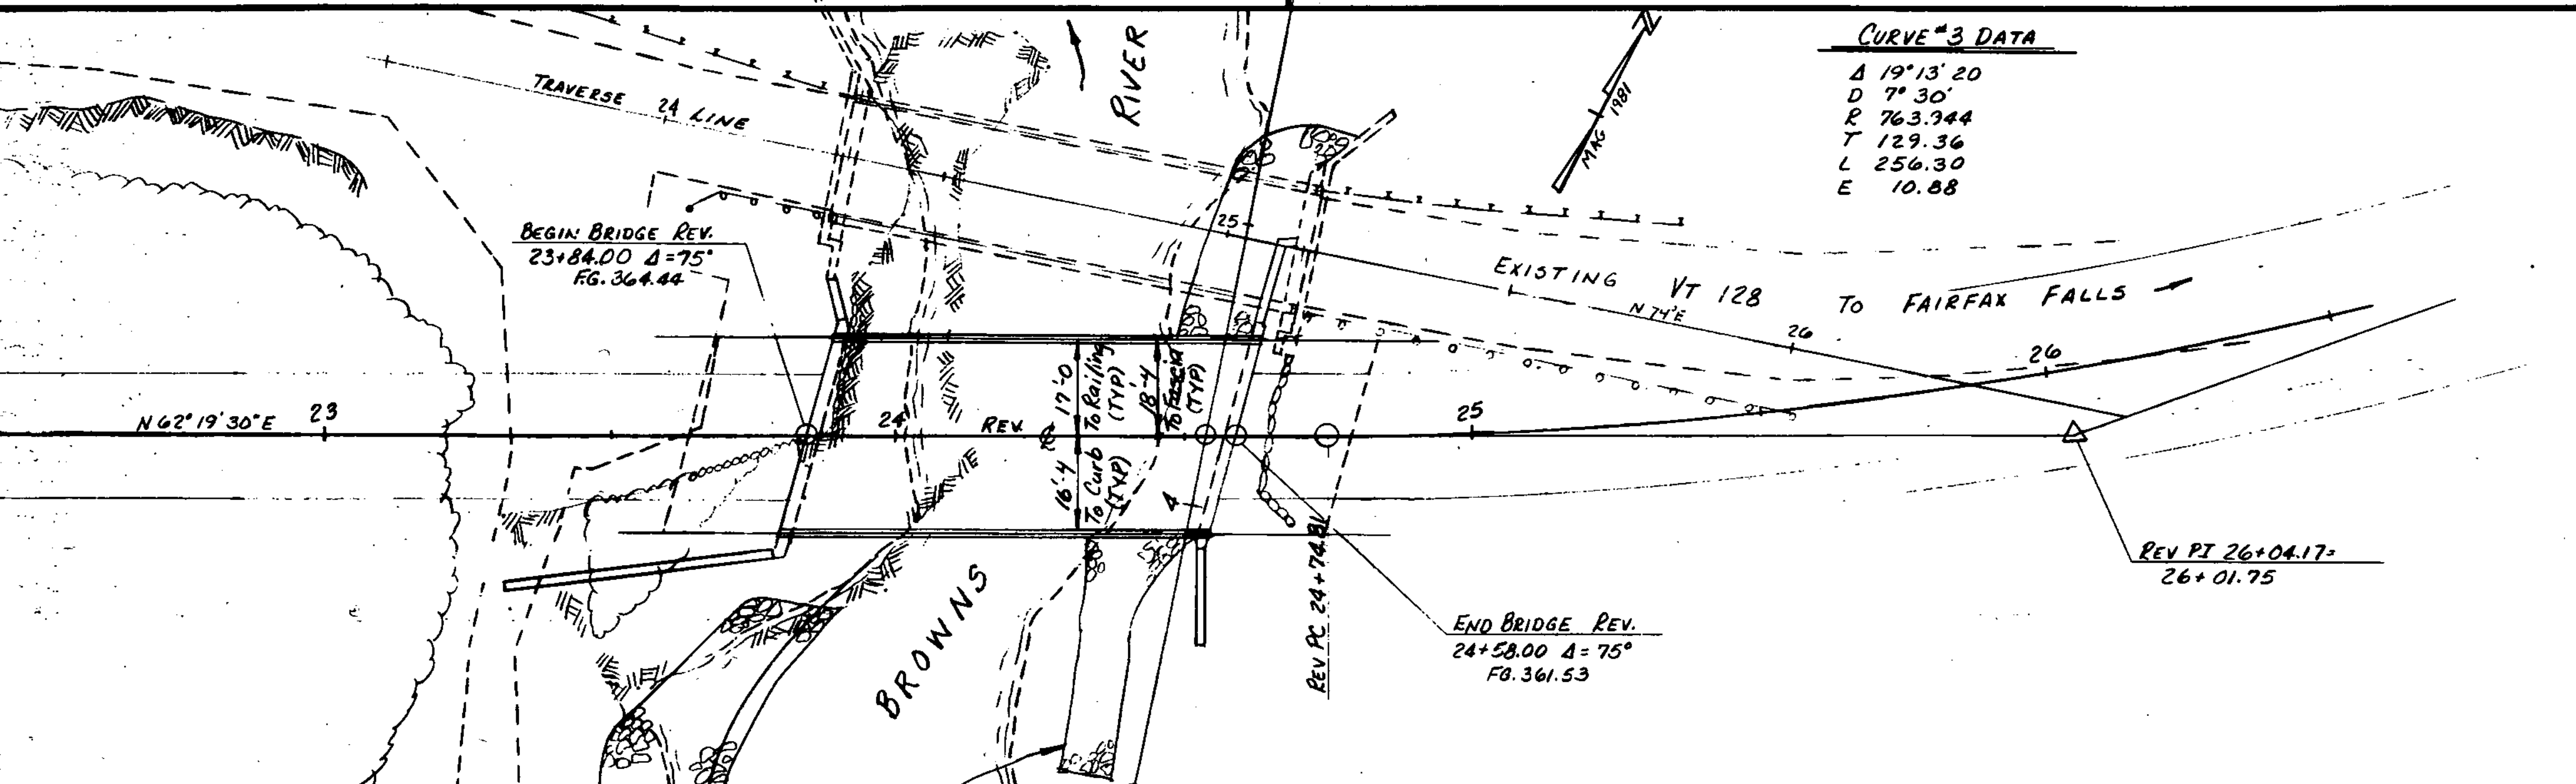 CURVE #3 DATA
Δ 19° 13' 20
D 7° 30'
R 763.944
T 129.36
L 256.30
E 10.88
RIVER
MAG 1981
TRAVERSE 24 LINE
BEGIN BRIDGE REV.
23+84.00 Δ=75°
F.G. 364.44
25
EXISTING VT 128 TO FAIRFAX FALLS
N 74°E
26
26
N 62° 19' 30" E
23
24
REV.
25
17'-0
To Railing
(TYP)
18'-4
To Fascia
(TYP)
16'-4
To Curb
(TYP)
4
BROWNS
REV PC 24+74.81
END BRIDGE REV.
24+58.00 Δ= 75°
FG. 361.53
REV PI 26+04.17=
26+01.75